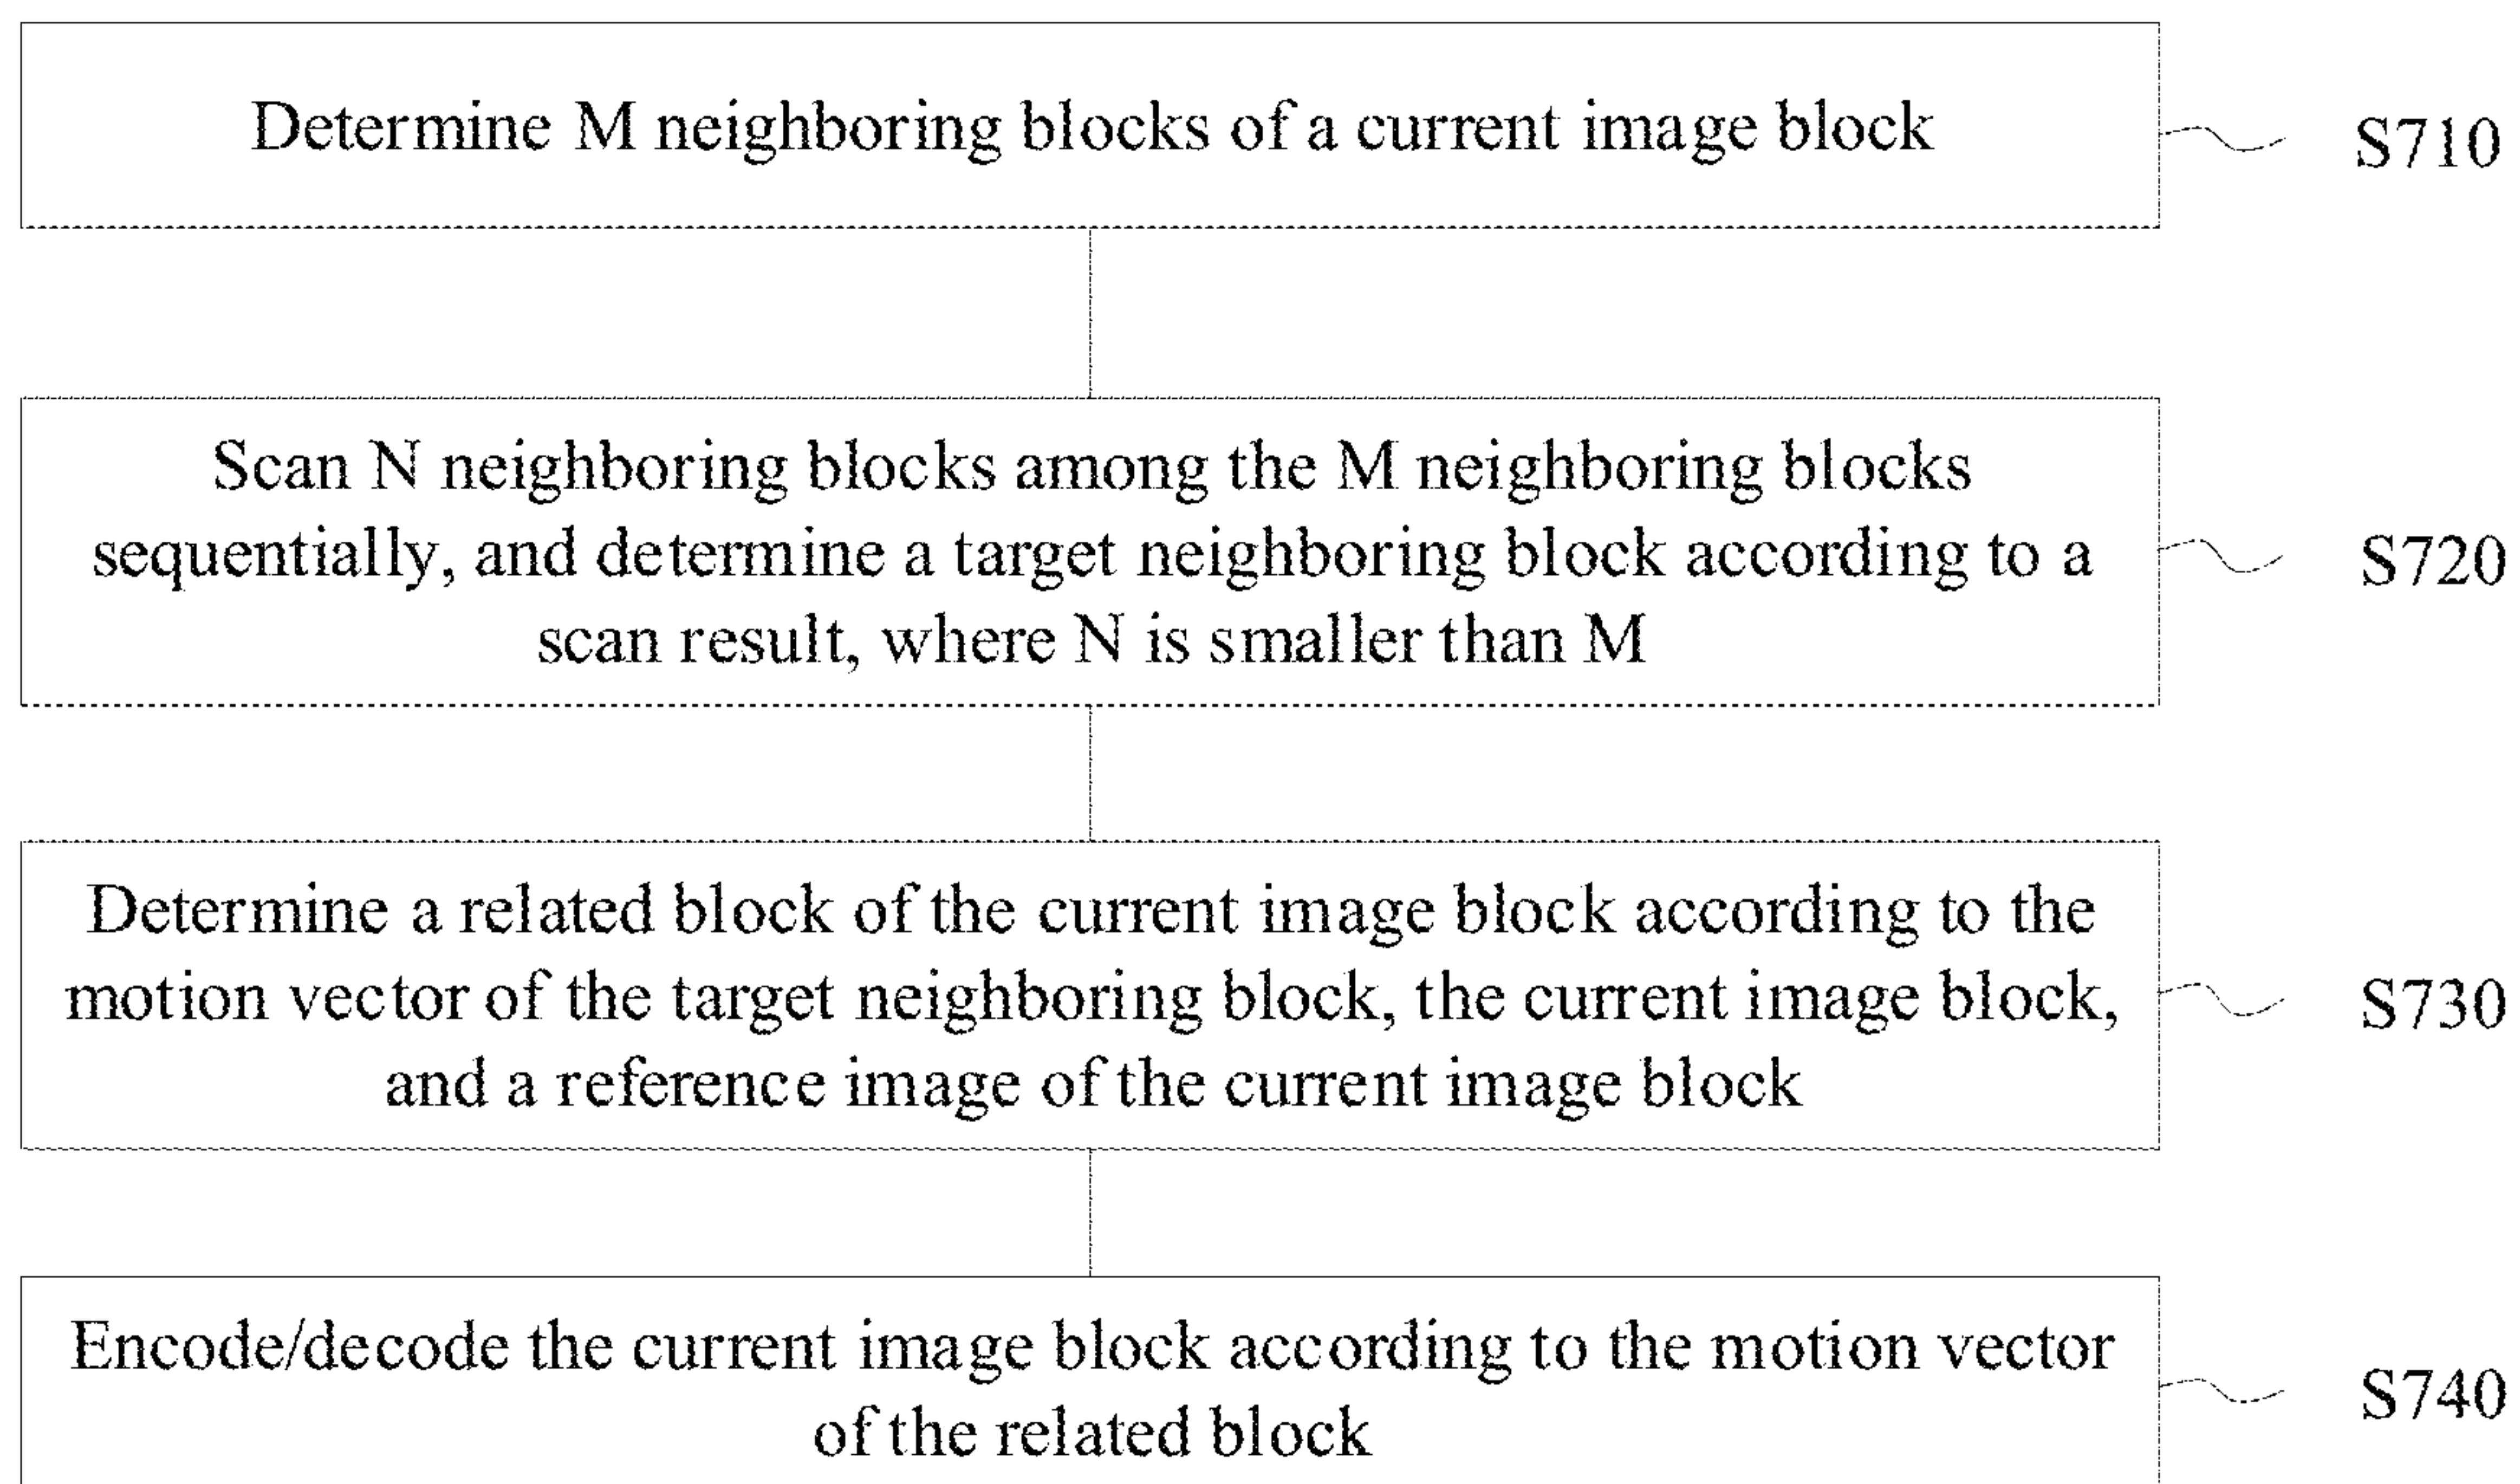 Determine M neighboring blocks of a current image block
S710
Scan N neighboring blocks among the M neighboring blocks
sequentially, and determine a target neighboring block according to a
scan result, where N is smaller than M
S720
Determine a related block of the current image block according to the
motion vector of the target neighboring block, the current image block,
and a reference image of the current image block
S730
Encode/decode the current image block according to the motion vector
of the related block
S740